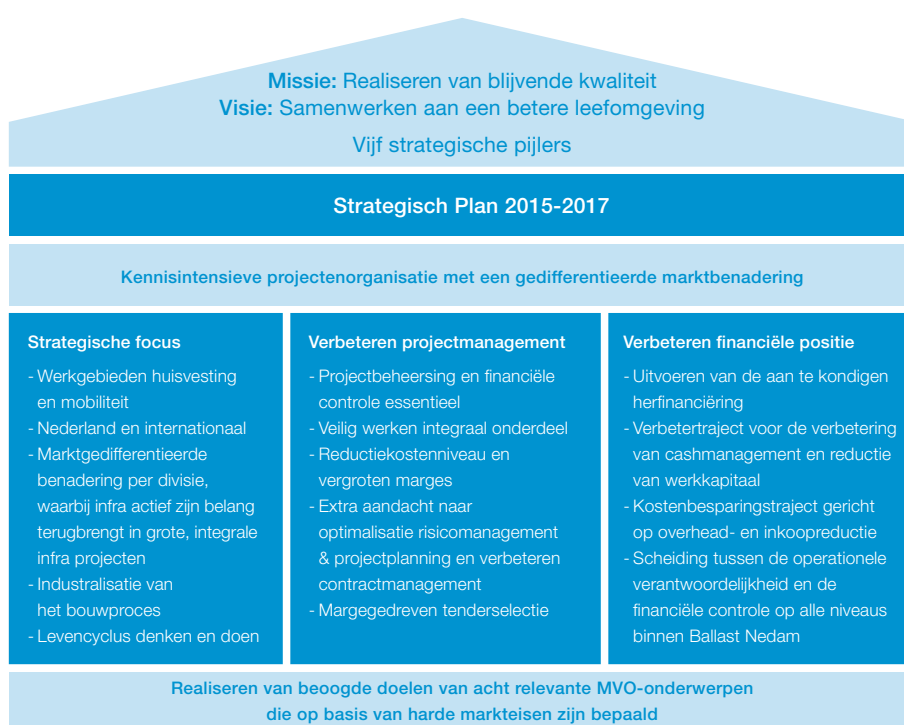 Missie: Realiseren van blijvende kwaliteit
Visie: Samenwerken aan een betere leefomgeving
Vijf strategische pijlers
Strategisch Plan 2015-2017
Kennisintensieve projectenorganisatie met een gedifferentieerde marktbenadering
Strategische focus
- Werkgebieden huisvesting
en mobiliteit
- Nederland en internationaal
- Marktgedifferentieerde
benadering per divisie,
waarbij infra actief zijn belang
terugbrengt in grote, integrale
infra projecten
- Industralisatie van
het bouwproces
- Levencyclus denken en doen
Verbeteren projectmanagement
- Projectbeheersing en financiële
controle essentieel
- Veilig werken integraal onderdeel
- Reductiekostenniveau en
vergroten marges
- Extra aandacht naar
optimalisatie risicomanagement
& projectplanning en verbeteren
contractmanagement
- Margegedreven tenderselectie
Verbeteren financiële positie
- Uitvoeren van de aan te kondigen
herfinanciëring
- Verbetertraject voor de verbetering
van cashmanagement en reductie
van werkkapitaal
- Kostenbesparingstraject gericht
op overhead- en inkoopreductie
- Scheiding tussen de operationele
verantwoordelijkheid en de
financiële controle op alle niveaus
binnen Ballast Nedam
Realiseren van beoogde doelen van acht relevante MVO-onderwerpen
die op basis van harde markteisen zijn bepaald